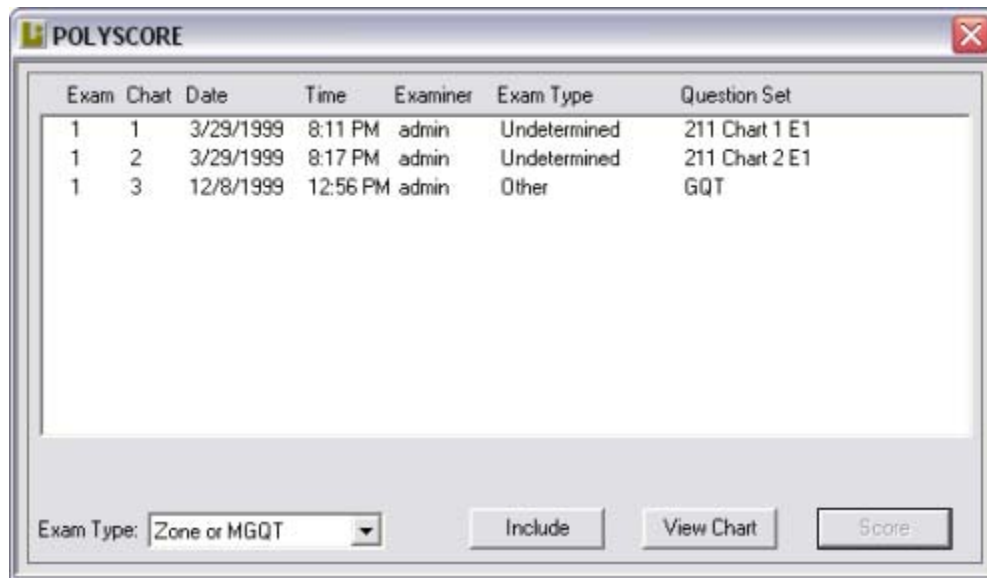 POLYSCORE
Exam Chart Date Time Examiner Exam Type Question Set
1 1 3/29/1999 8:11 PM admin Undetermined 211 Chart 1 E1
1 2 3/29/1999 8:17 PM admin Undetermined 211 Chart 2 E1
1 3 12/8/1999 12:56 PM admin Other GQT
Exam Type: Zone or MGQT Include View Chart Score